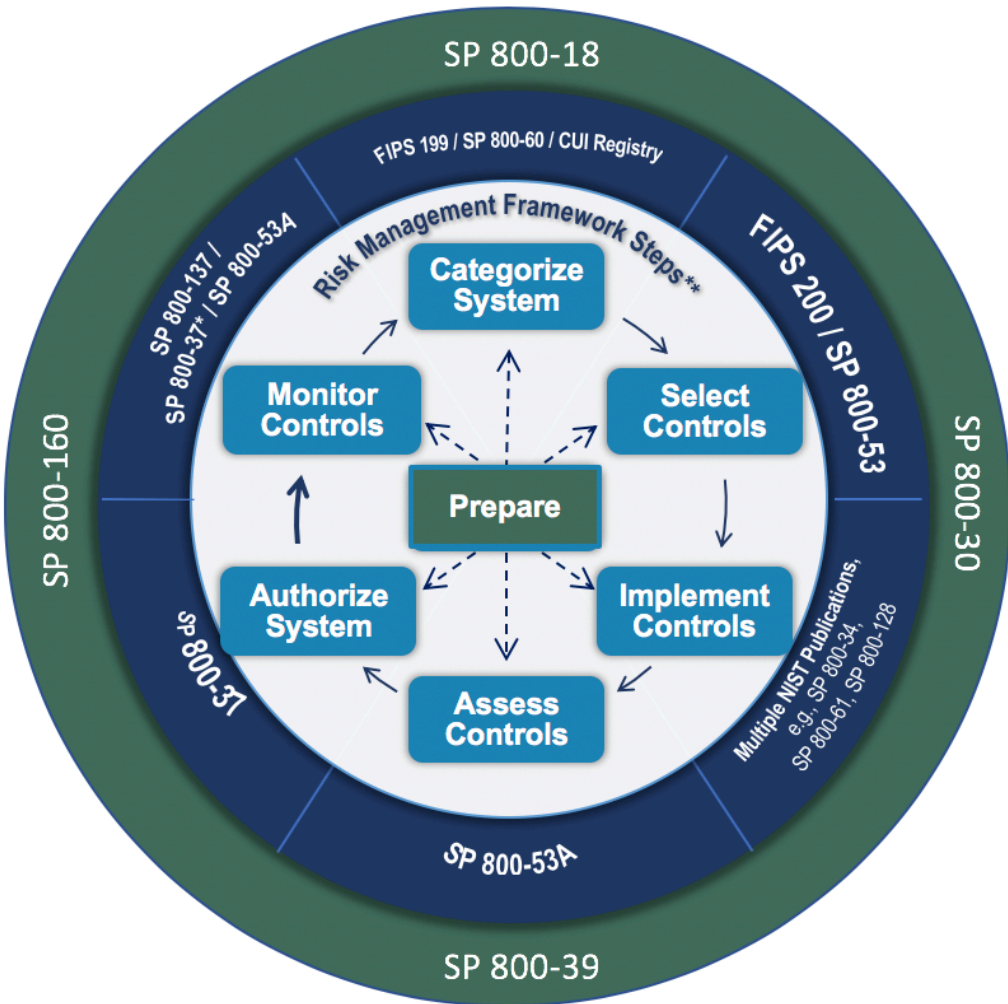 SP 800-18
FIPS 199 / SP 800-60 / CUI Registry
FIPS 200 / SP 800-53
SP 800-30
Multiple NIST Publications,
e.g., SP 800-34,
SP 800-61, SP 800-128
SP 800-53A
SP 800-39
SP 800-37
SP 800-160
SP 800-137 /
SP 800-37* / SP 800-53A
Risk Management Framework Steps**
Categorize
System
Select
Controls
Implement
Controls
Assess
Controls
Authorize
System
Monitor
Controls
Prepare